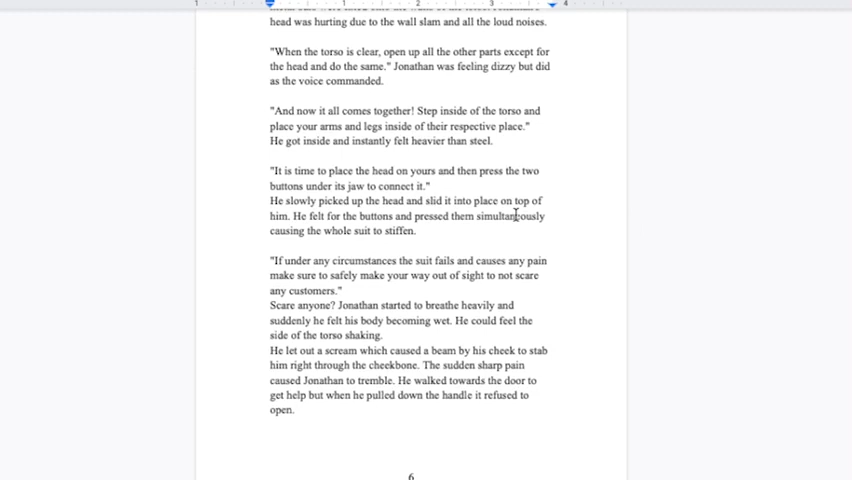 1 1 2 3 4
head was hurting due to the wall slam and all the loud noises.
"When the torso is clear, open up all the other parts except for
the head and do the same." Jonathan was feeling dizzy but did
as the voice commanded.
"And now it all comes together! Step inside of the torso and
place your arms and legs inside of their respective place."
He got inside and instantly felt heavier than steel.
"It is time to place the head on yours and then press the two
buttons under its jaw to connect it."
He slowly picked up the head and slid it into place on top of
him. He felt for the buttons and pressed them simultaneously
causing the whole suit to stiffen.
"If under any circumstances the suit fails and causes any pain
make sure to safely make your way out of sight to not scare
any customers."
Scare anyone? Jonathan started to breathe heavily and
suddenly he felt his body becoming wet. He could feel the
side of the torso shaking.
He let out a scream which caused a beam by his cheek to stab
him right through the cheekbone. The sudden sharp pain
caused Jonathan to tremble. He walked towards the door to
get help but when he pulled down the handle it refused to
open.
6